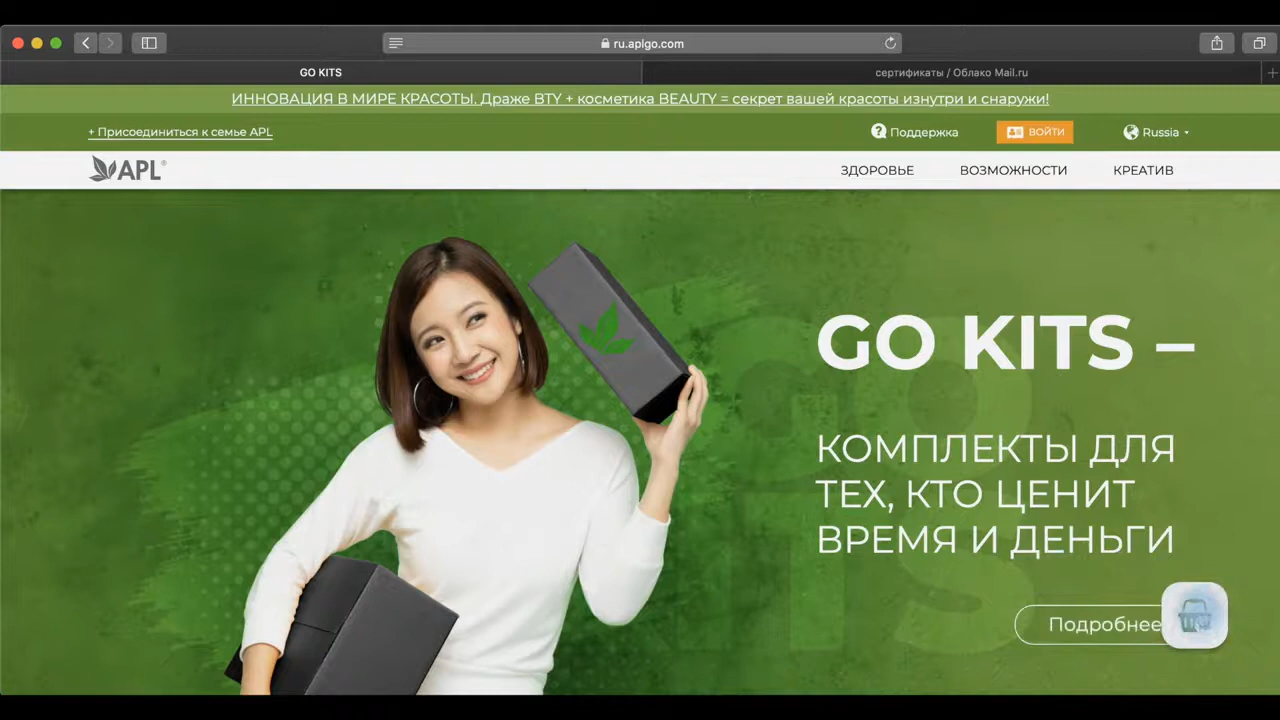 ru.aplgo.com
GO KITS
сертификаты / Облако Mail.ru
ИННОВАЦИЯ В МИРЕ КРАСОТЫ. Драже BTY + косметика BEAUTY = секрет вашей красоты изнутри и снаружи!
+ Присоединиться к семье APL
Поддержка
ВОЙТИ
Russia
APL®
ЗДОРОВЬЕ
ВОЗМОЖНОСТИ
КРЕАТИВ
GO KITS –
КОМПЛЕКТЫ ДЛЯ
ТЕХ, КТО ЦЕНИТ
ВРЕМЯ И ДЕНЬГИ
Подробнее